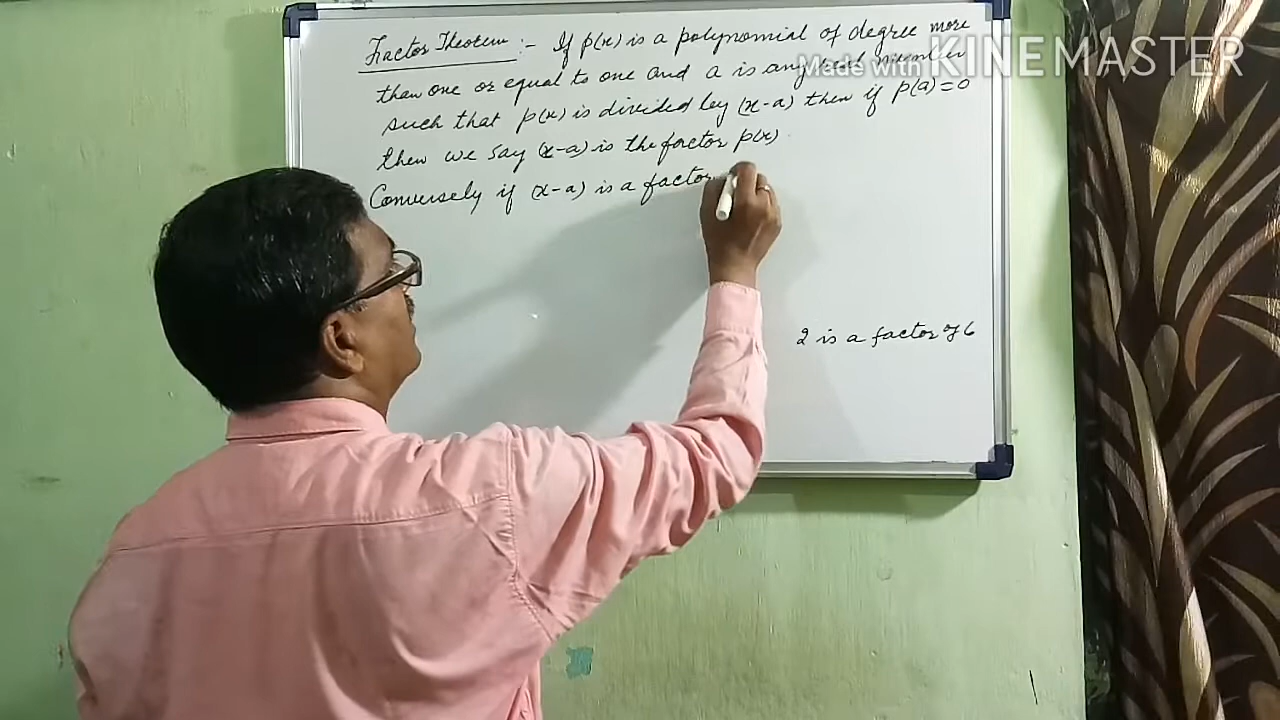 Factor Theorem :- If p(x) is a polynomial of degree more
than one or equal to one and a is any real number
such that p(x) is divided by (x-a) then if p(a)=0
then we say (x-a) is the factor p(x)
Conversely if (x-a) is a factor
2 is a factor of 6
Made with KINEMASTER